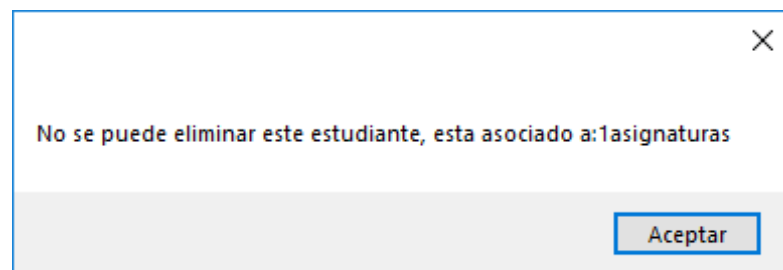 No se puede eliminar este estudiante, esta asociado a:1asignaturas
Aceptar